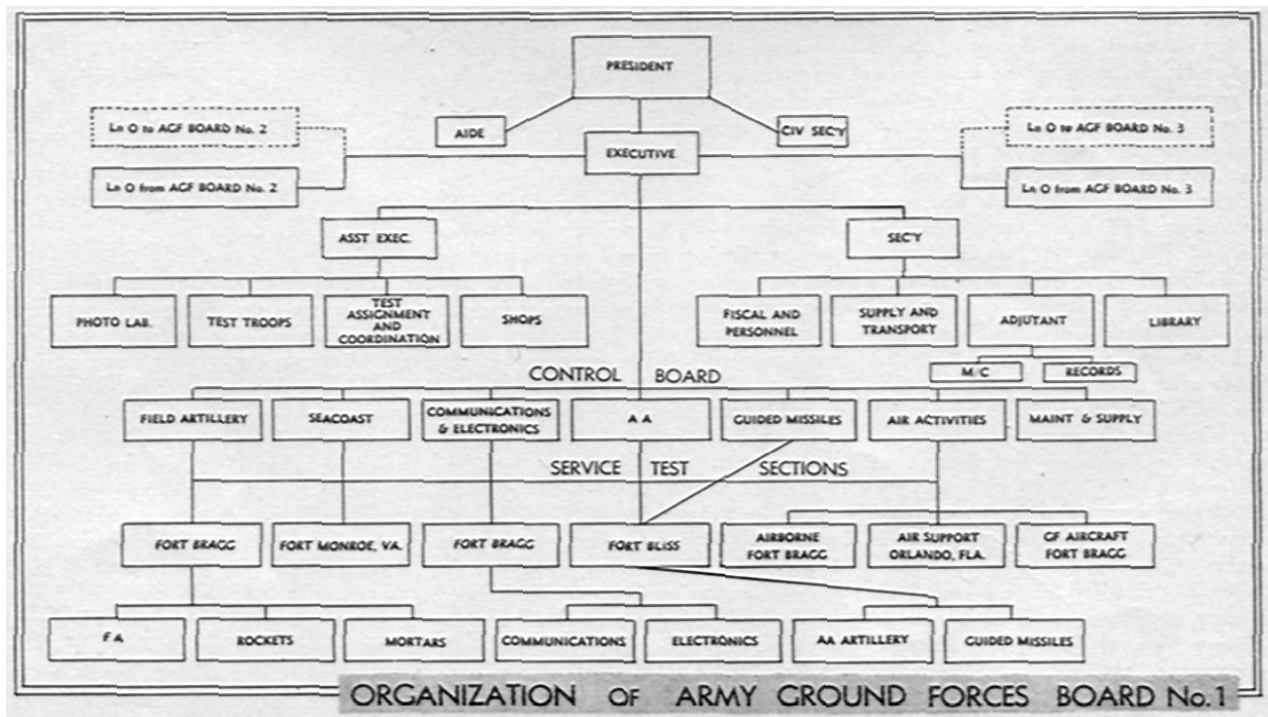 PRESIDENT
AIDE
CIV SEC'Y
Ln O to AGF BOARD No. 2
Ln O to AGF BOARD No. 3
EXECUTIVE
Ln O from AGF BOARD No. 2
Ln O from AGF BOARD No. 3
ASST EXEC.
SEC'Y
PHOTO LAB.
TEST TROOPS
TEST
ASSIGNMENT
AND
COORDINATION
SHOPS
FISCAL AND
PERSONNEL
SUPPLY AND
TRANSPORT
ADJUTANT
LIBRARY
M/C
RECORDS
CONTROL BOARD
FIELD ARTILLERY
SEACOAST
COMMUNICATIONS
& ELECTRONICS
A A
GUIDED MISSILES
AIR ACTIVITIES
MAINT & SUPPLY
SERVICE TEST SECTIONS
FORT BRAGG
FORT MONROE, VA.
FORT BRAGG
FORT BLISS
AIRBORNE
FORT BRAGG
AIR SUPPORT
ORLANDO, FLA.
GF AIRCRAFT
FORT BRAGG
F A
ROCKETS
MORTARS
COMMUNICATIONS
ELECTRONICS
AA ARTILLERY
GUIDED MISSILES
ORGANIZATION OF ARMY GROUND FORCES BOARD No. 1